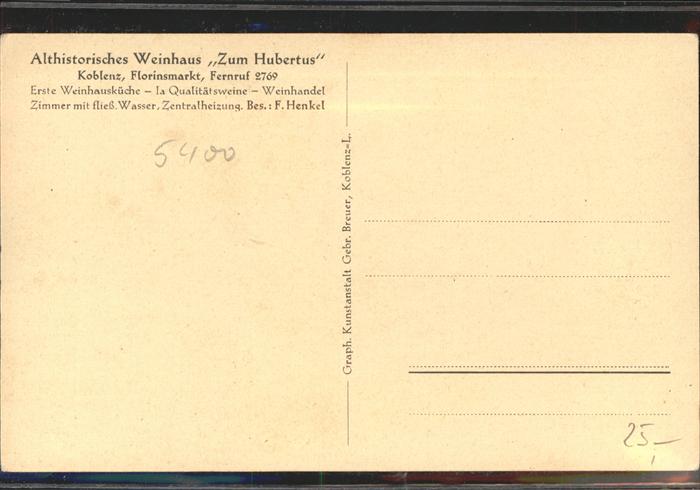 Althistorisches Weinhaus „Zum Hubertus“
Koblenz, Florinsmarkt, Fernruf 2769
Erste Weinhausküche – Ia Qualitätsweine – Weinhandel
Zimmer mit fließ. Wasser, Zentralheizung. Bes.: F. Henkel
5400
Graph. Kunstanstalt Gebr. Breuer, Koblenz-L.
25,–